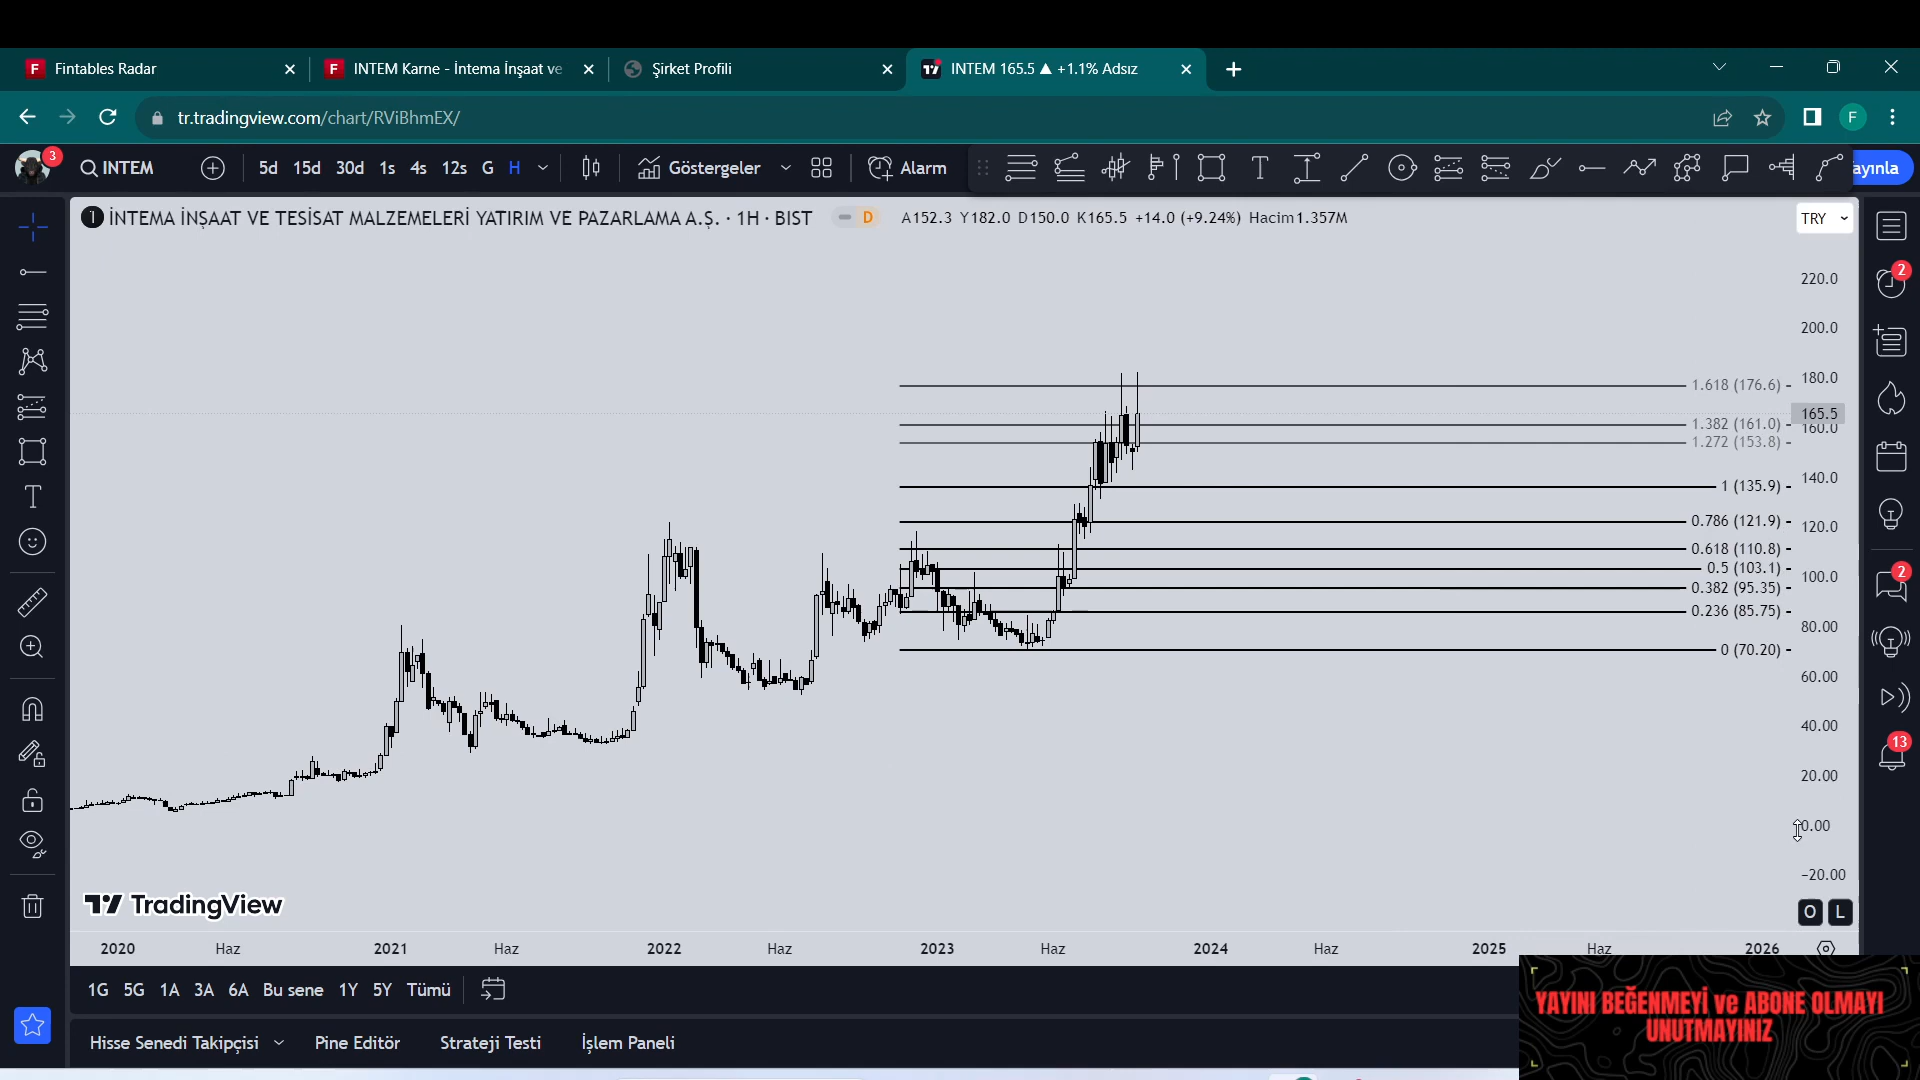 Fintables Radar
INTEM Karne - İntema İnşaat ve
Şirket Profili
INTEM 165.5 ▲ +1.1% Adsız
tr.tradingview.com/chart/RViBhmEX/
3
INTEM
5d 15d 30d 1s 4s 12s G H
Göstergeler
Alarm
T
ayınla
1 İNTEMA İNŞAAT VE TESİSAT MALZEMELERİ YATIRIM VE PAZARLAMA A.Ş. · 1H · BIST
D
A152.3 Y182.0 D150.0 K165.5 +14.0 (+9.24%) Hacim1.357M
TRY
220.0
200.0
180.0
165.5
160.0
140.0
120.0
100.0
80.00
60.00
40.00
20.00
0.00
−20.00
1.618 (176.6)
1.382 (161.0)
1.272 (153.8)
1 (135.9)
0.786 (121.9)
0.618 (110.8)
0.5 (103.1)
0.382 (95.35)
0.236 (85.75)
0 (70.20)
2
2
13
TradingView
O L
2020 Haz 2021 Haz 2022 Haz 2023 Haz 2024 Haz 2025 Haz 2026
1G 5G 1A 3A 6A Bu sene 1Y 5Y Tümü
Hisse Senedi Takipçisi
Pine Editör
Strateji Testi
İşlem Paneli
YAYINI BEĞENMEYİ ve ABONE OLMAYI
UNUTMAYINIZ